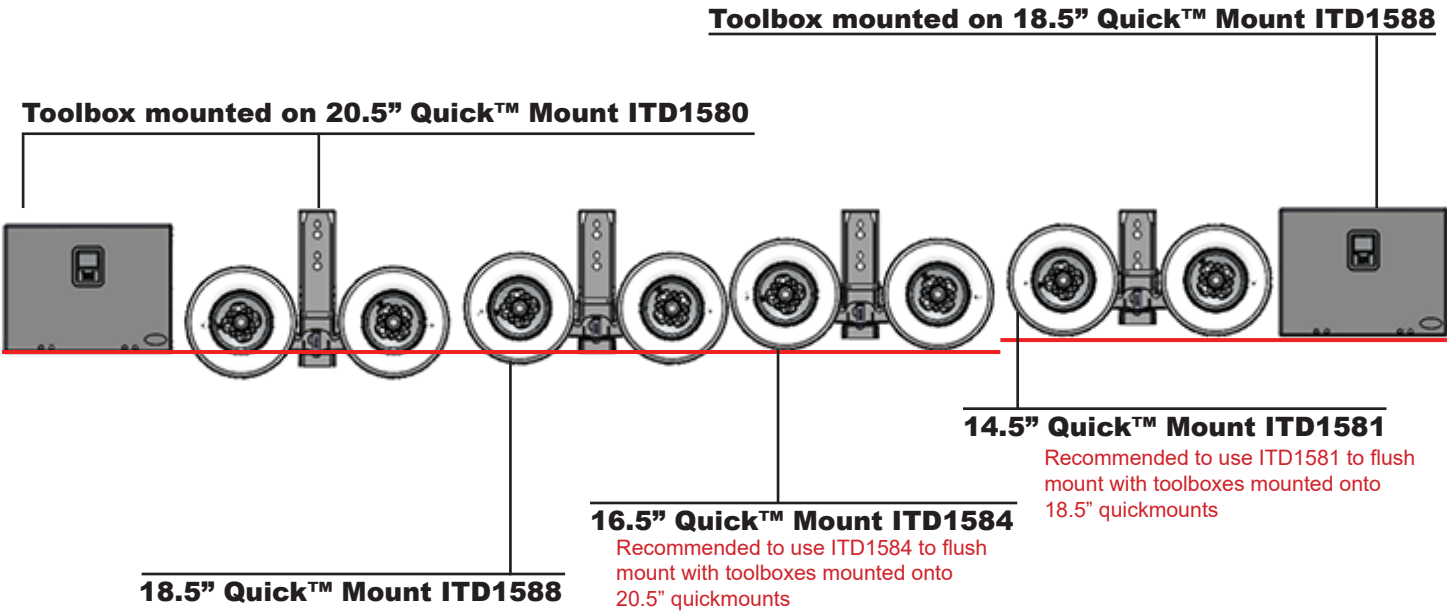 Toolbox mounted on 18.5” Quick™ Mount ITD1588
Toolbox mounted on 20.5” Quick™ Mount ITD1580
14.5” Quick™ Mount ITD1581
Recommended to use ITD1581 to flush
mount with toolboxes mounted onto
18.5” quickmounts
16.5” Quick™ Mount ITD1584
Recommended to use ITD1584 to flush
mount with toolboxes mounted onto
20.5” quickmounts
18.5” Quick™ Mount ITD1588